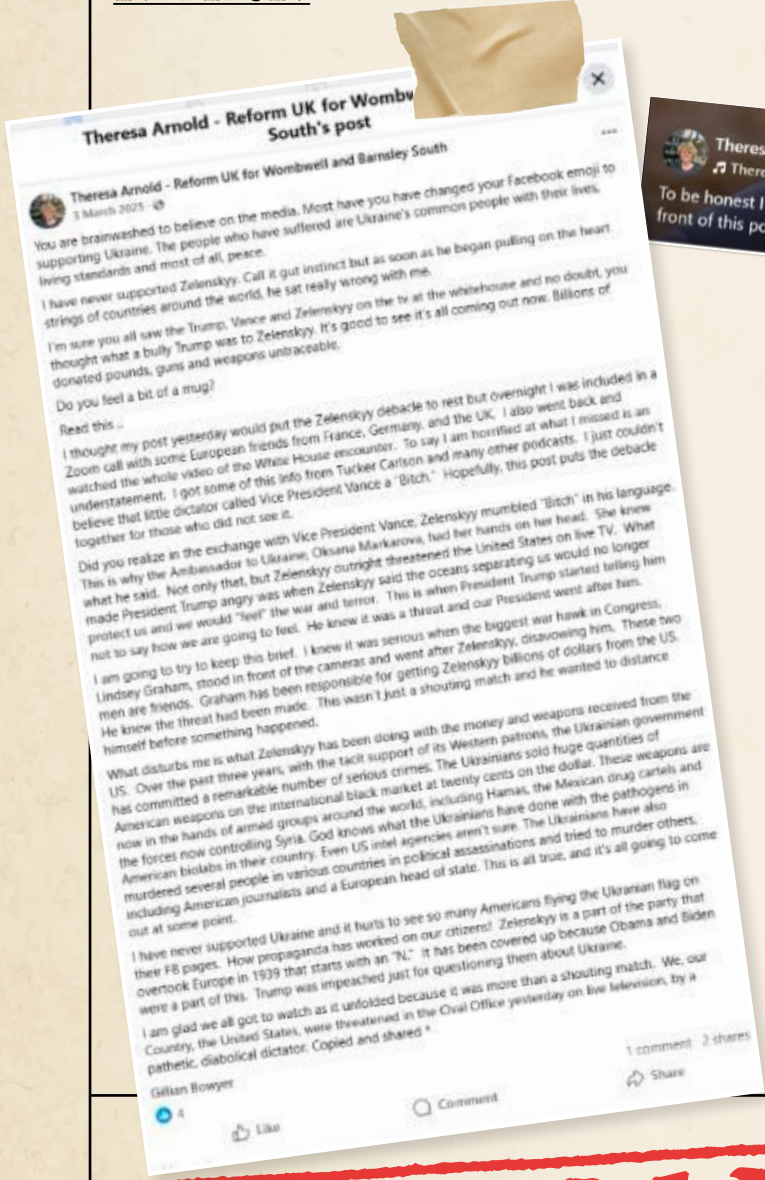 Theresa Arnold - Reform UK for Wombw
South's post
Theresa Arnold - Reform UK for Wombwell and Barnsley South
3 March 2025
You are brainwashed to believe on the media. Most have you have changed your Facebook emoji to
supporting Ukraine. The people who have suffered are Ukraine's common people with their lives,
living standards and most of all, peace.
I have never supported Zelenskyy. Call it gut instinct but as soon as he began pulling on the heart
strings of countries around the world, he sat really wrong with me.
I'm sure you all saw the Trump, Vance and Zelenskyy on the tv at the whitehouse and no doubt, you
thought what a bully Trump was to Zelenskyy. It's good to see it's all coming out now. Billions of
donated pounds, guns and weapons untraceable.
Do you feel a bit of a mug?
Read this ..
I thought my post yesterday would put the Zelenskyy debacle to rest but overnight I was included in a
Zoom call with some European friends from France, Germany, and the UK. I also went back and
watched the whole video of the White House encounter. To say I am horrified at what I missed is an
understatement. I got some of this info from Tucker Carlson and many other podcasts. I just couldn't
believe that little dictator called Vice President Vance a "Bitch." Hopefully, this post puts the debacle
together for those who did not see it.
Did you realize in the exchange with Vice President Vance, Zelenskyy mumbled "Bitch" in his language.
This is why the Ambassador to Ukraine, Oksana Markarova, had her hands on her head. She knew
what he said. Not only that, but Zelenskyy outright threatened the United States on live TV. What
made President Trump angry was when Zelenskyy said the oceans separating us would no longer
protect us and we would "feel" the war and terror. This is when President Trump started telling him
not to say how we are going to feel. He knew it was a threat and our President went after him.
I am going to try to keep this brief. I knew it was serious when the biggest war hawk in Congress,
Lindsey Graham, stood in front of the cameras and went after Zelenskyy, disavowing him. These two
men are friends. Graham has been responsible for getting Zelenskyy billions of dollars from the US.
He knew the threat had been made. This wasn't just a shouting match and he wanted to distance
himself before something happened.
What disturbs me is what Zelenskyy has been doing with the money and weapons received from the
US. Over the past three years, with the tacit support of its Western patrons, the Ukrainian government
has committed a remarkable number of serious crimes. The Ukrainians sold huge quantities of
American weapons on the international black market at twenty cents on the dollar. These weapons are
now in the hands of armed groups around the world, including Hamas, the Mexican drug cartels and
the forces now controlling Syria. God knows what the Ukrainians have done with the pathogens in
American biolabs in their country. Even US intel agencies aren't sure. The Ukrainians have also
murdered several people in various countries in political assassinations and tried to murder others,
including American journalists and a European head of state. This is all true, and it's all going to come
out at some point.
I have never supported Ukraine and it hurts to see so many Americans flying the Ukranian flag on
their FB pages. How propaganda has worked on our citizens! Zelenskyy is a part of the party that
overtook Europe in 1939 that starts with an "N." It has been covered up because Obama and Biden
were a part of this. Trump was impeached just for questioning them about Ukraine.
I am glad we all got to watch as it unfolded because it was more than a shouting match. We, our
Country, the United States, were threatened in the Oval Office yesterday on live television, by a
pathetic, diabolical dictator. Copied and shared *
Gillian Bowyer
4
1 comment 2 shares
Like
Comment
Share
Theres
There
To be honest I
front of this po